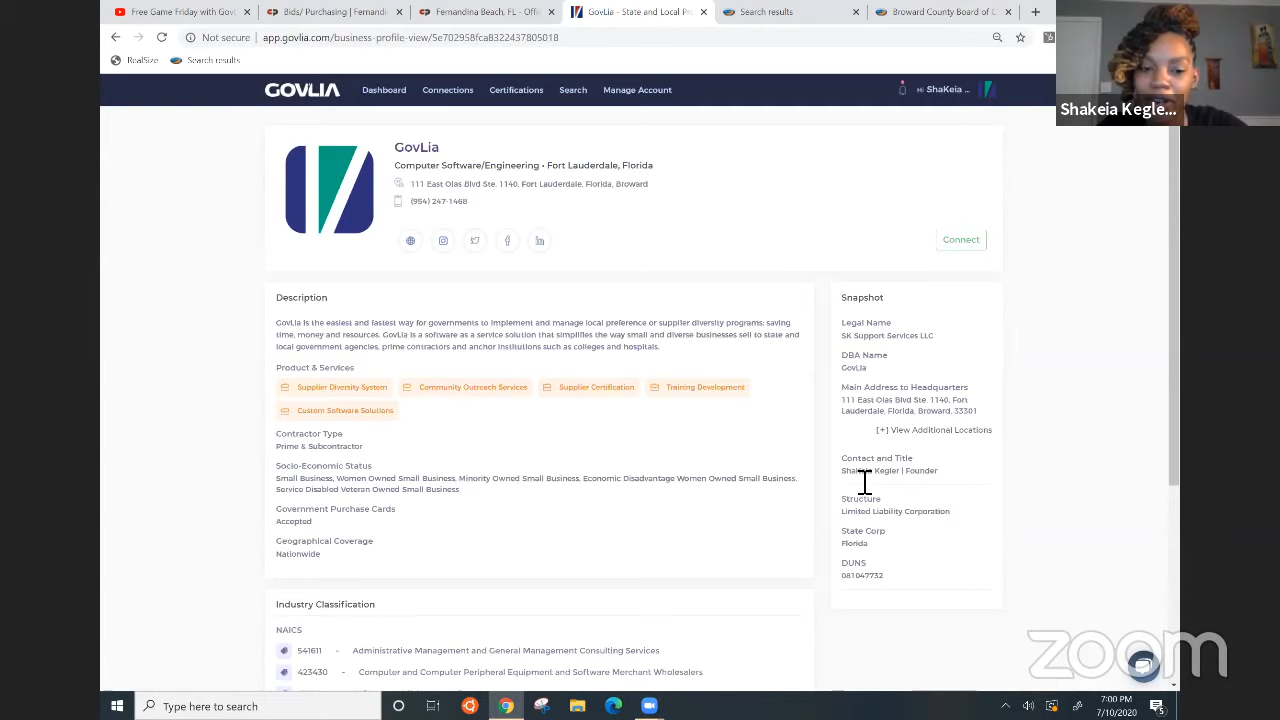 Free Game Friday with GovL
Bids/ Purchasing | Fernandi
Fernandina Beach, FL - Offi
GovLia - State and Local Pr
Search results
Broward County Board of C
Not secure | app.govlia.com/business-profile-view/5e702958fca8322437805018
RealSize
Search results
GOVLIA
Dashboard
Connections
Certifications
Search
Manage Account
Hi ShaKeia ...
Shakeia Kegle...
GovLia
Computer Software/Engineering • Fort Lauderdale, Florida
111 East Olas Blvd Ste. 1140, Fort Lauderdale, Florida, Broward
(954) 247-1468
Connect
Description
GovLia is the easiest and fastest way for governments to implement and manage local preference or supplier diversity programs; saving
time, money and resources. GovLia is a software as a service solution that simplifies the way small and diverse businesses sell to state and
local government agencies, prime contractors and anchor institutions such as colleges and hospitals.
Product & Services
Supplier Diversity System
Community Outreach Services
Supplier Certification
Training Development
Custom Software Solutions
Contractor Type
Prime & Subcontractor
Socio-Economic Status
Small Business, Women Owned Small Business, Minority Owned Small Business, Economic Disadvantage Women Owned Small Business,
Service Disabled Veteran Owned Small Business
Government Purchase Cards
Accepted
Geographical Coverage
Nationwide
Industry Classification
NAICS
541611 - Administrative Management and General Management Consulting Services
423430 - Computer and Computer Peripheral Equipment and Software Merchant Wholesalers
Snapshot
Legal Name
SK Support Services LLC
DBA Name
GovLia
Main Address to Headquarters
111 East Olas Blvd Ste. 1140, Fort
Lauderdale, Florida, Broward, 33301
[+] View Additional Locations
Contact and Title
Kegler | Founder
Structure
Limited Liability Corporation
State Corp
Florida
DUNS
081047732
zoom
Type here to search
7:00 PM
7/10/2020
5